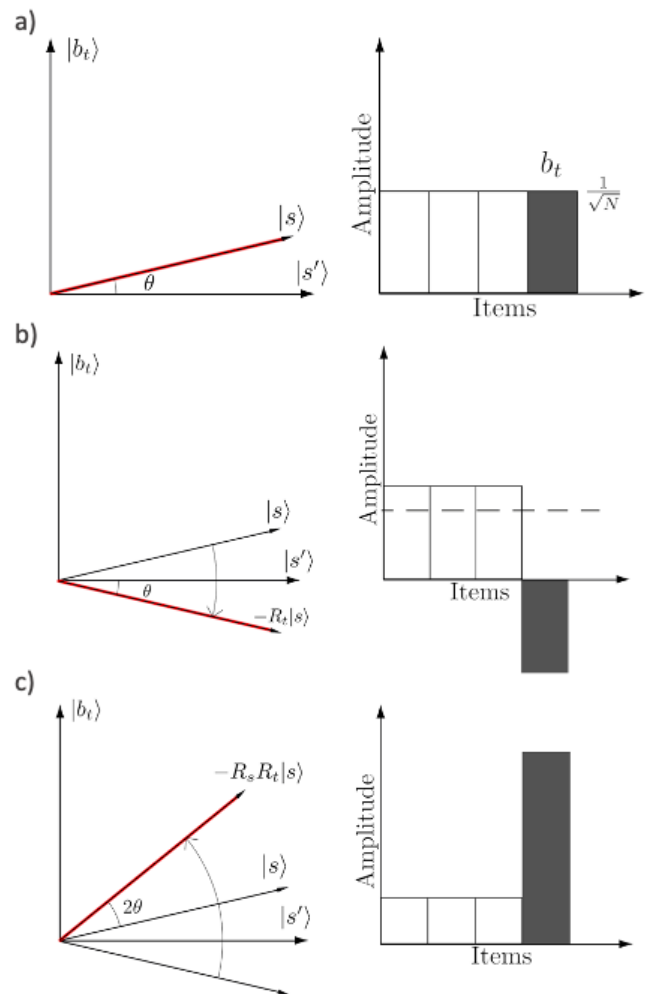 a)
|b_t⟩
|s⟩
|s′⟩
θ
Amplitude
b_t
1/√N
Items
b)
|b_t⟩
|s⟩
|s′⟩
θ
−R_t|s⟩
Amplitude
Items
c)
|b_t⟩
−R_sR_t|s⟩
|s⟩
2θ
|s′⟩
Amplitude
Items